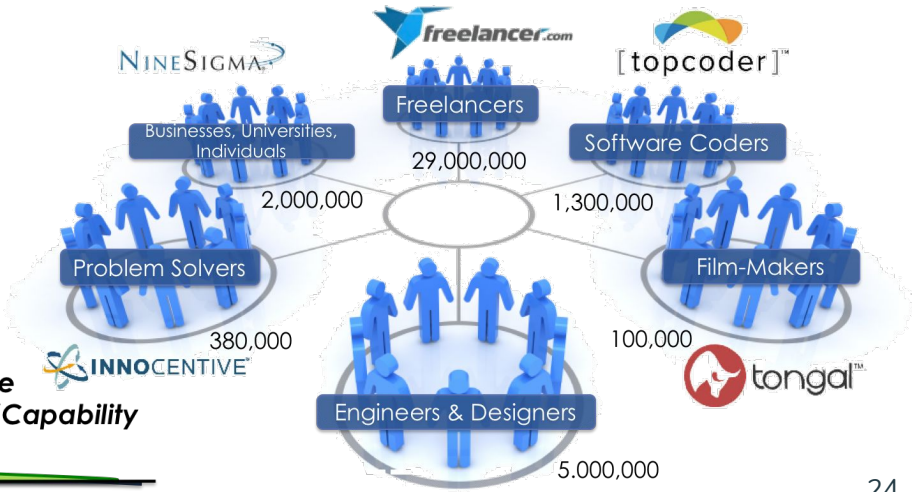 freelancer.com
NINESIGMA
[topcoder]™
Freelancers
Businesses, Universities,
Individuals
Software Coders
29,000,000
2,000,000
1,300,000
Problem Solvers
Film-Makers
380,000
100,000
INNOCENTIVE®
tongal™
e
Capability
Engineers & Designers
5.000,000
24